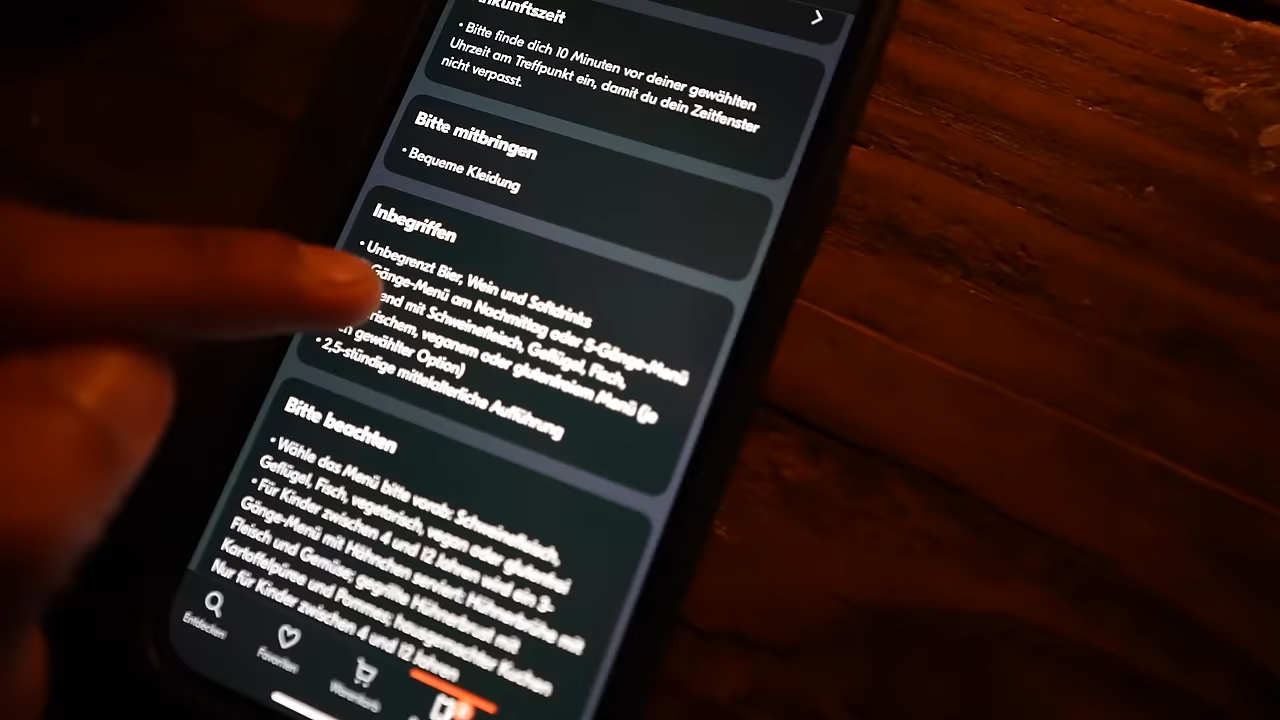 nkunftszeit
• Bitte finde dich 10 Minuten vor deiner gewählten
Uhrzeit am Treffpunkt ein, damit du dein Zeitfenster
nicht verpasst.
Bitte mitbringen
• Bequeme Kleidung
Inbegriffen
• Unbegrenzt Bier, Wein und Softdrinks
Gänge-Menü am Nachmittag oder 5-Gänge-Menü
end mit Schweinefleisch, Geflügel, Fisch,
rischem, veganem oder glutenfreiem Menü (je
gewählter Option)
• 2,5-stündige mittelalterliche Aufführung
Bitte beachten
• Wähle das Menü bitte vorab: Schweinefleisch,
Geflügel, Fisch, vegetarisch, vegan oder glutenfrei
• Für Kinder zwischen 4 und 12 Jahren wird ein 3-
Gänge-Menü mit Hühnchen serviert: Hühnerbrühe mit
Fleisch und Gemüse; gegrillte Hühnerbrust mit
Kartoffelpüree und Pommes; hausgemachter Kuchen
Nur für Kinder zwischen 4 und 12 Jahren
Entdecken
Favoriten
Warenkorb